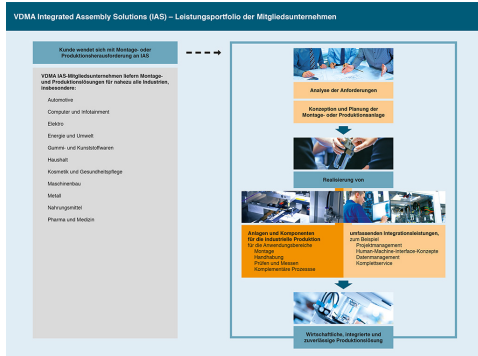 VDMA Integrated Assembly Solutions (IAS) – Leistungsportfolio der Mitgliedsunternehmen
Kunde wendet sich mit Montage- oder
Produktionsherausforderung an IAS
VDMA IAS-Mitgliedsunternehmen liefern Montage-
und Produktionslösungen für nahezu alle Industrien,
insbesondere:
Automotive
Computer und Infotainment
Elektro
Energie und Umwelt
Gummi- und Kunststoffwaren
Haushalt
Kosmetik und Gesundheitspflege
Maschinenbau
Metall
Nahrungsmittel
Pharma und Medizin
Analyse der Anforderungen
Konzeption und Planung der
Montage- oder Produktionsanlage
Realisierung von
Anlagen und Komponenten
für die industrielle Produktion
für die Anwendungsbereiche
Montage
Handhabung
Prüfen und Messen
Komplementäre Prozesse
umfassenden Integrationsleistungen,
zum Beispiel
Projektmanagement
Human-Machine-Interface-Konzepte
Datenmanagement
Komplettservice
Wirtschaftliche, integrierte und
zuverlässige Produktionslösung